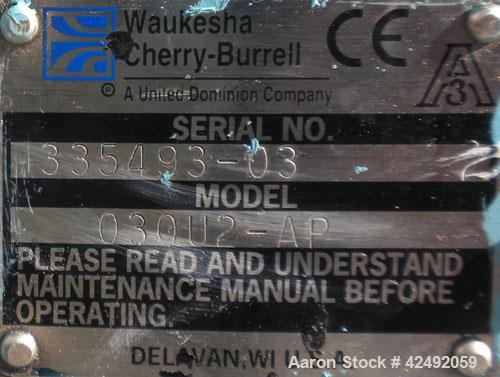 Waukesha
Cherry-Burrell
CE
A United Dominion Company
A
3
SERIAL NO.
335493-03
MODEL
030U2-AP
PLEASE READ AND UNDERSTAND
MAINTENANCE MANUAL BEFORE
OPERATING.
DELAVAN, WI U.S.A.
Aaron Stock # 42492059